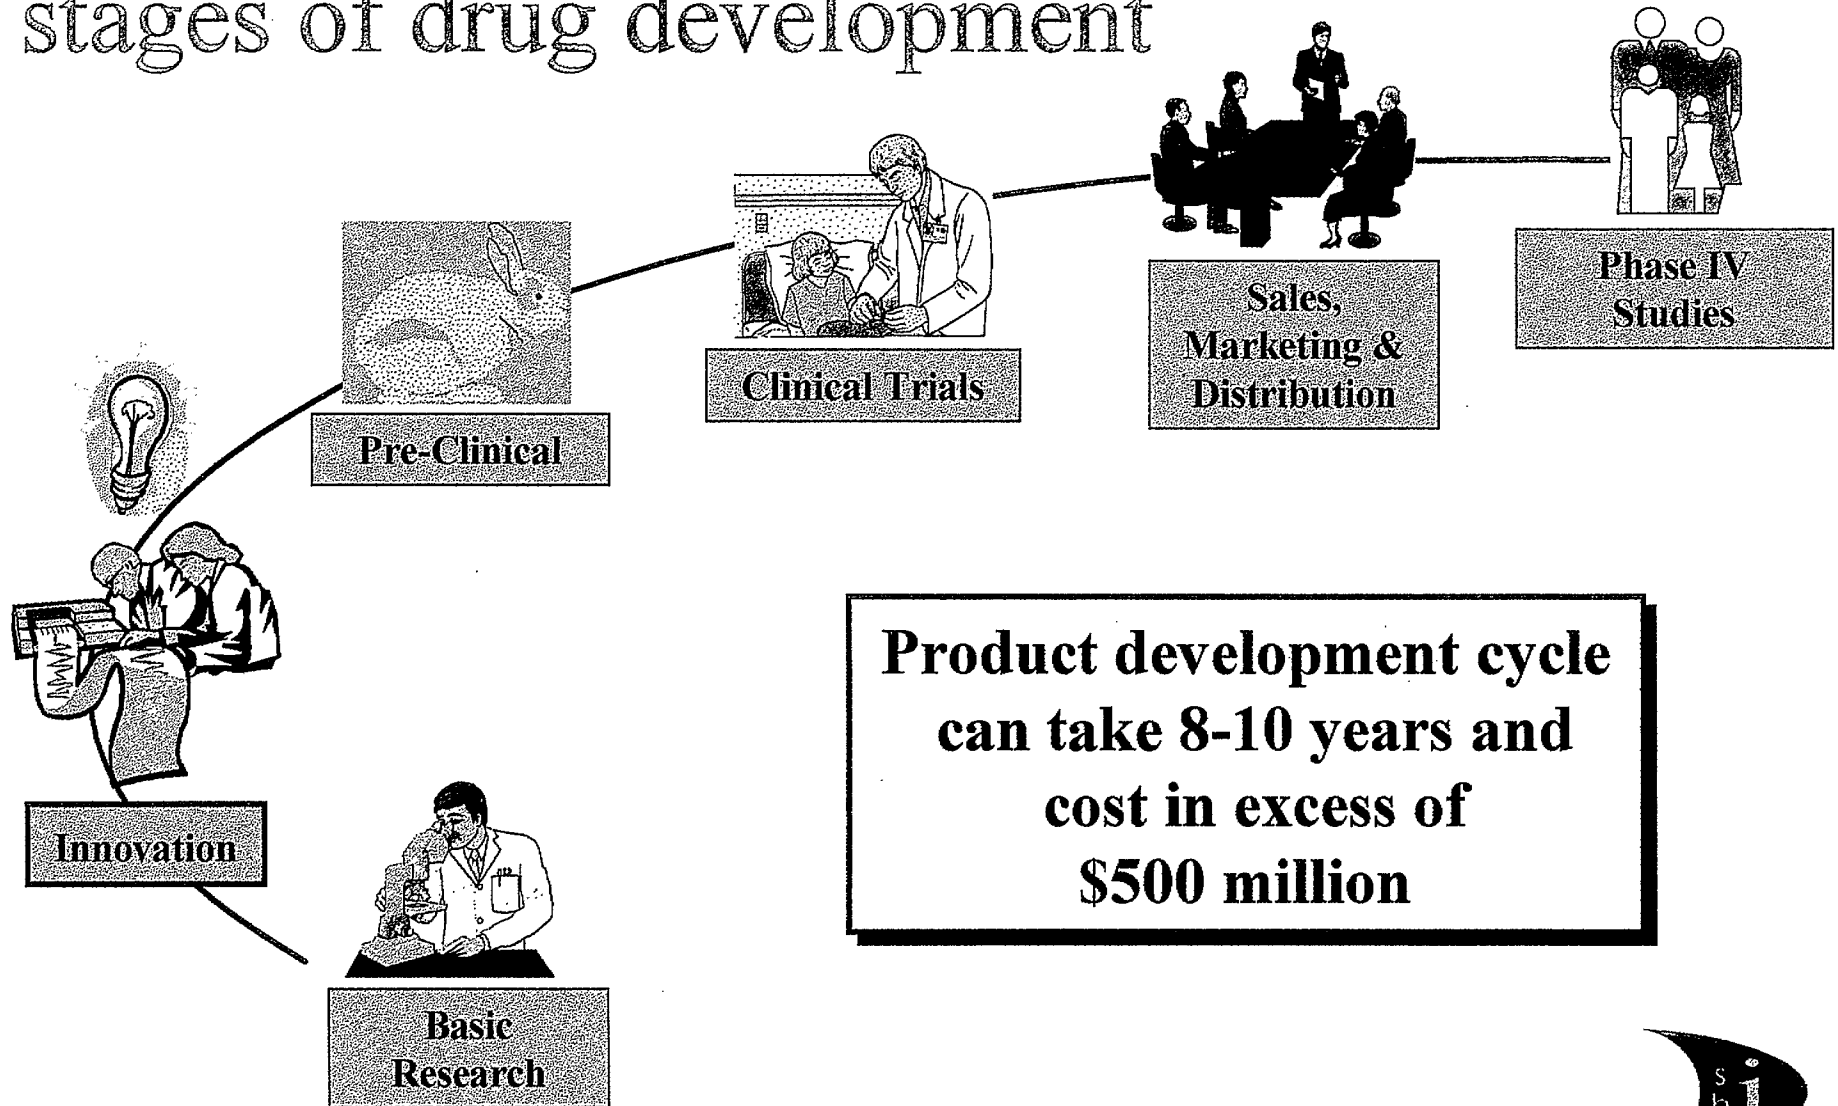 stages of drug development
Phase IV
Studies
Sales,
Marketing &
Distribution
Clinical Trials
Pre-Clinical
Innovation
Basic
Research
Product development cycle
can take 8-10 years and
cost in excess of
$500 million